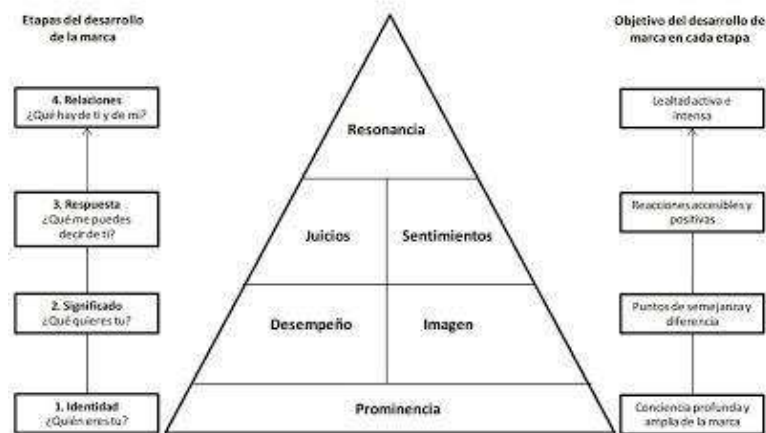 Etapas del desarrollo
de la marca
4. Relaciones
¿Qué hay de ti y de mi?
3. Respuesta
¿Qué me puedes
decir de ti?
2. Significado
¿Qué quieres tu?
1. Identidad
¿Quién eres tu?
Resonancia
Juicios
Sentimientos
Desempeño
Imagen
Prominencia
Objetivo del desarrollo de
marca en cada etapa
Lealtad activa e
intensa
Reacciones accesibles y
positivas
Puntos de semejanza y
diferencia
Conciencia profunda y
amplia de la marca